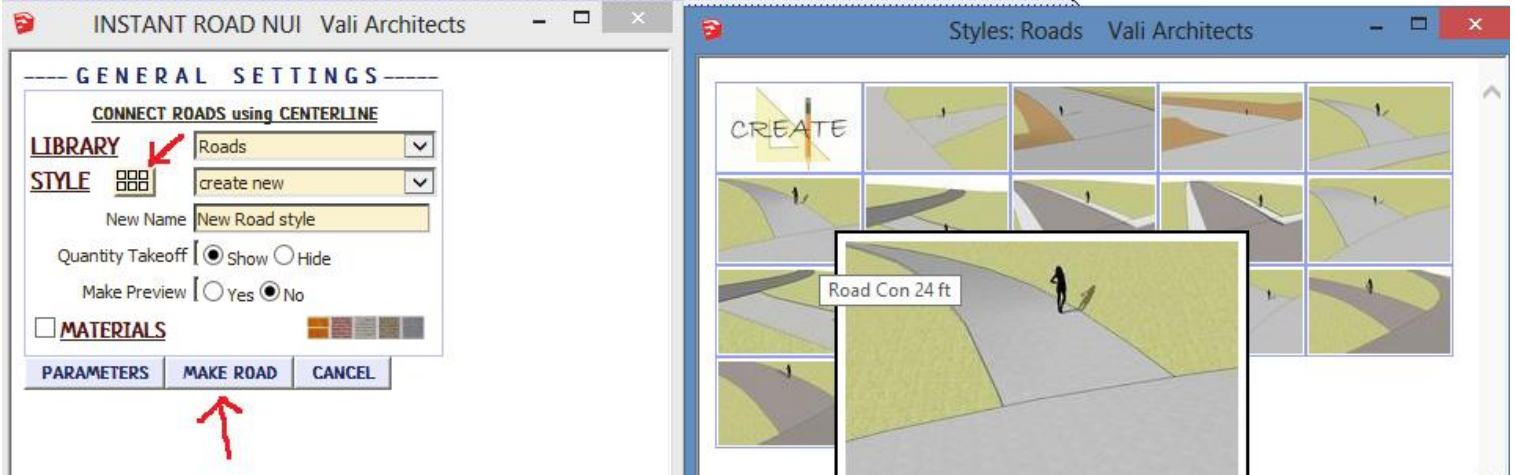 INSTANT ROAD NUI Vali Architects
---- GENERAL SETTINGS-----
CONNECT ROADS using CENTERLINE
LIBRARY Roads
STYLE create new
New Name New Road style
Quantity Takeoff Show Hide
Make Preview Yes No
MATERIALS
PARAMETERS MAKE ROAD CANCEL
Styles: Roads Vali Architects
CREATE
Road Con 24 ft